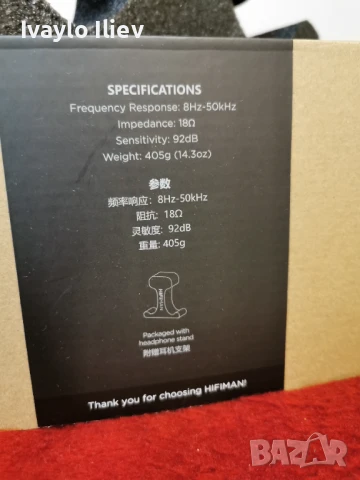 Ivaylo Iliev
SPECIFICATIONS
Frequency Response: 8Hz-50kHz
Impedance: 18Ω
Sensitivity: 92dB
Weight: 405g (14.3oz)
参数
频率响应: 8Hz-50kHz
阻抗: 18Ω
灵敏度: 92dB
重量: 405g
HIFIMAN
Packaged with
headphone stand
附赠耳机支架
Thank you for choosing HIFIMAN!
BAZAR
bg